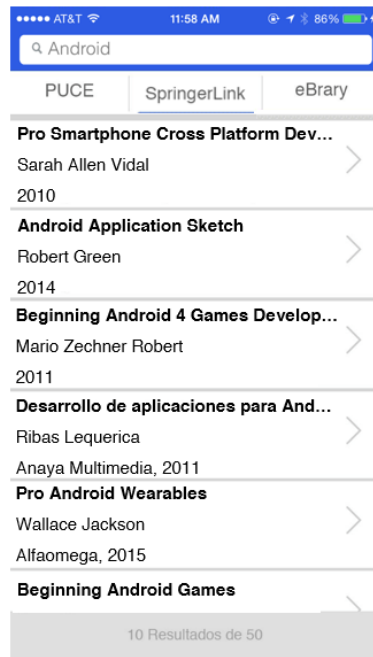 AT&T 11:58 AM 86%
Android
PUCE SpringerLink eBrary
Pro Smartphone Cross Platform Dev...
Sarah Allen Vidal
2010
Android Application Sketch
Robert Green
2014
Beginning Android 4 Games Develop...
Mario Zechner Robert
2011
Desarrollo de aplicaciones para And...
Ribas Lequerica
Anaya Multimedia, 2011
Pro Android Wearables
Wallace Jackson
Alfaomega, 2015
Beginning Android Games
10 Resultados de 50